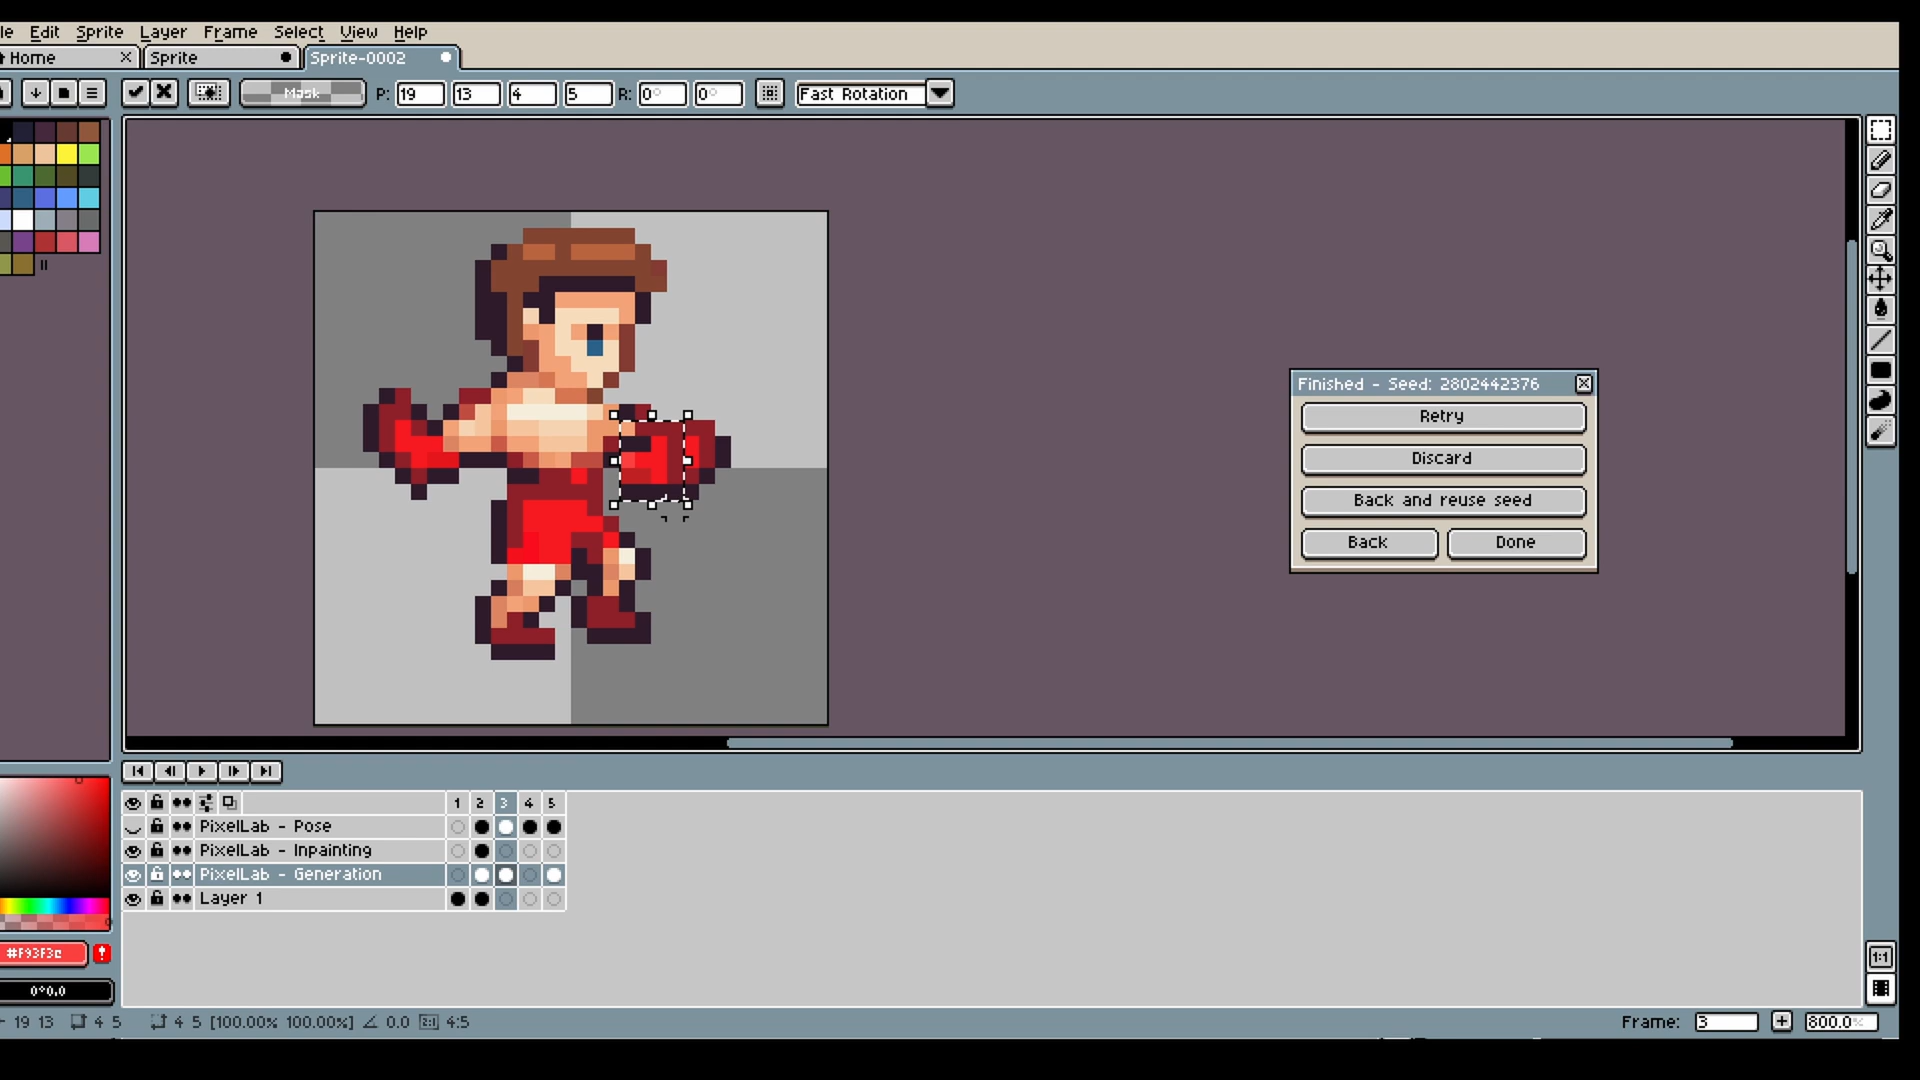 le Edit Sprite Layer Frame Select View Help
Home Sprite Sprite-0002
Mask P: 19 13 4 5 R: 0° 0° Fast Rotation
Finished - Seed: 2802442376
Retry
Discard
Back and reuse seed
Back Done
1 2 3 4 5
PixelLab - Pose
PixelLab - Inpainting
PixelLab - Generation
Layer 1
#F93F3c
1:1
19 13 4 5 4 5 [100.00% 100.00%] 0.0 4:5
Frame: 3 800.0